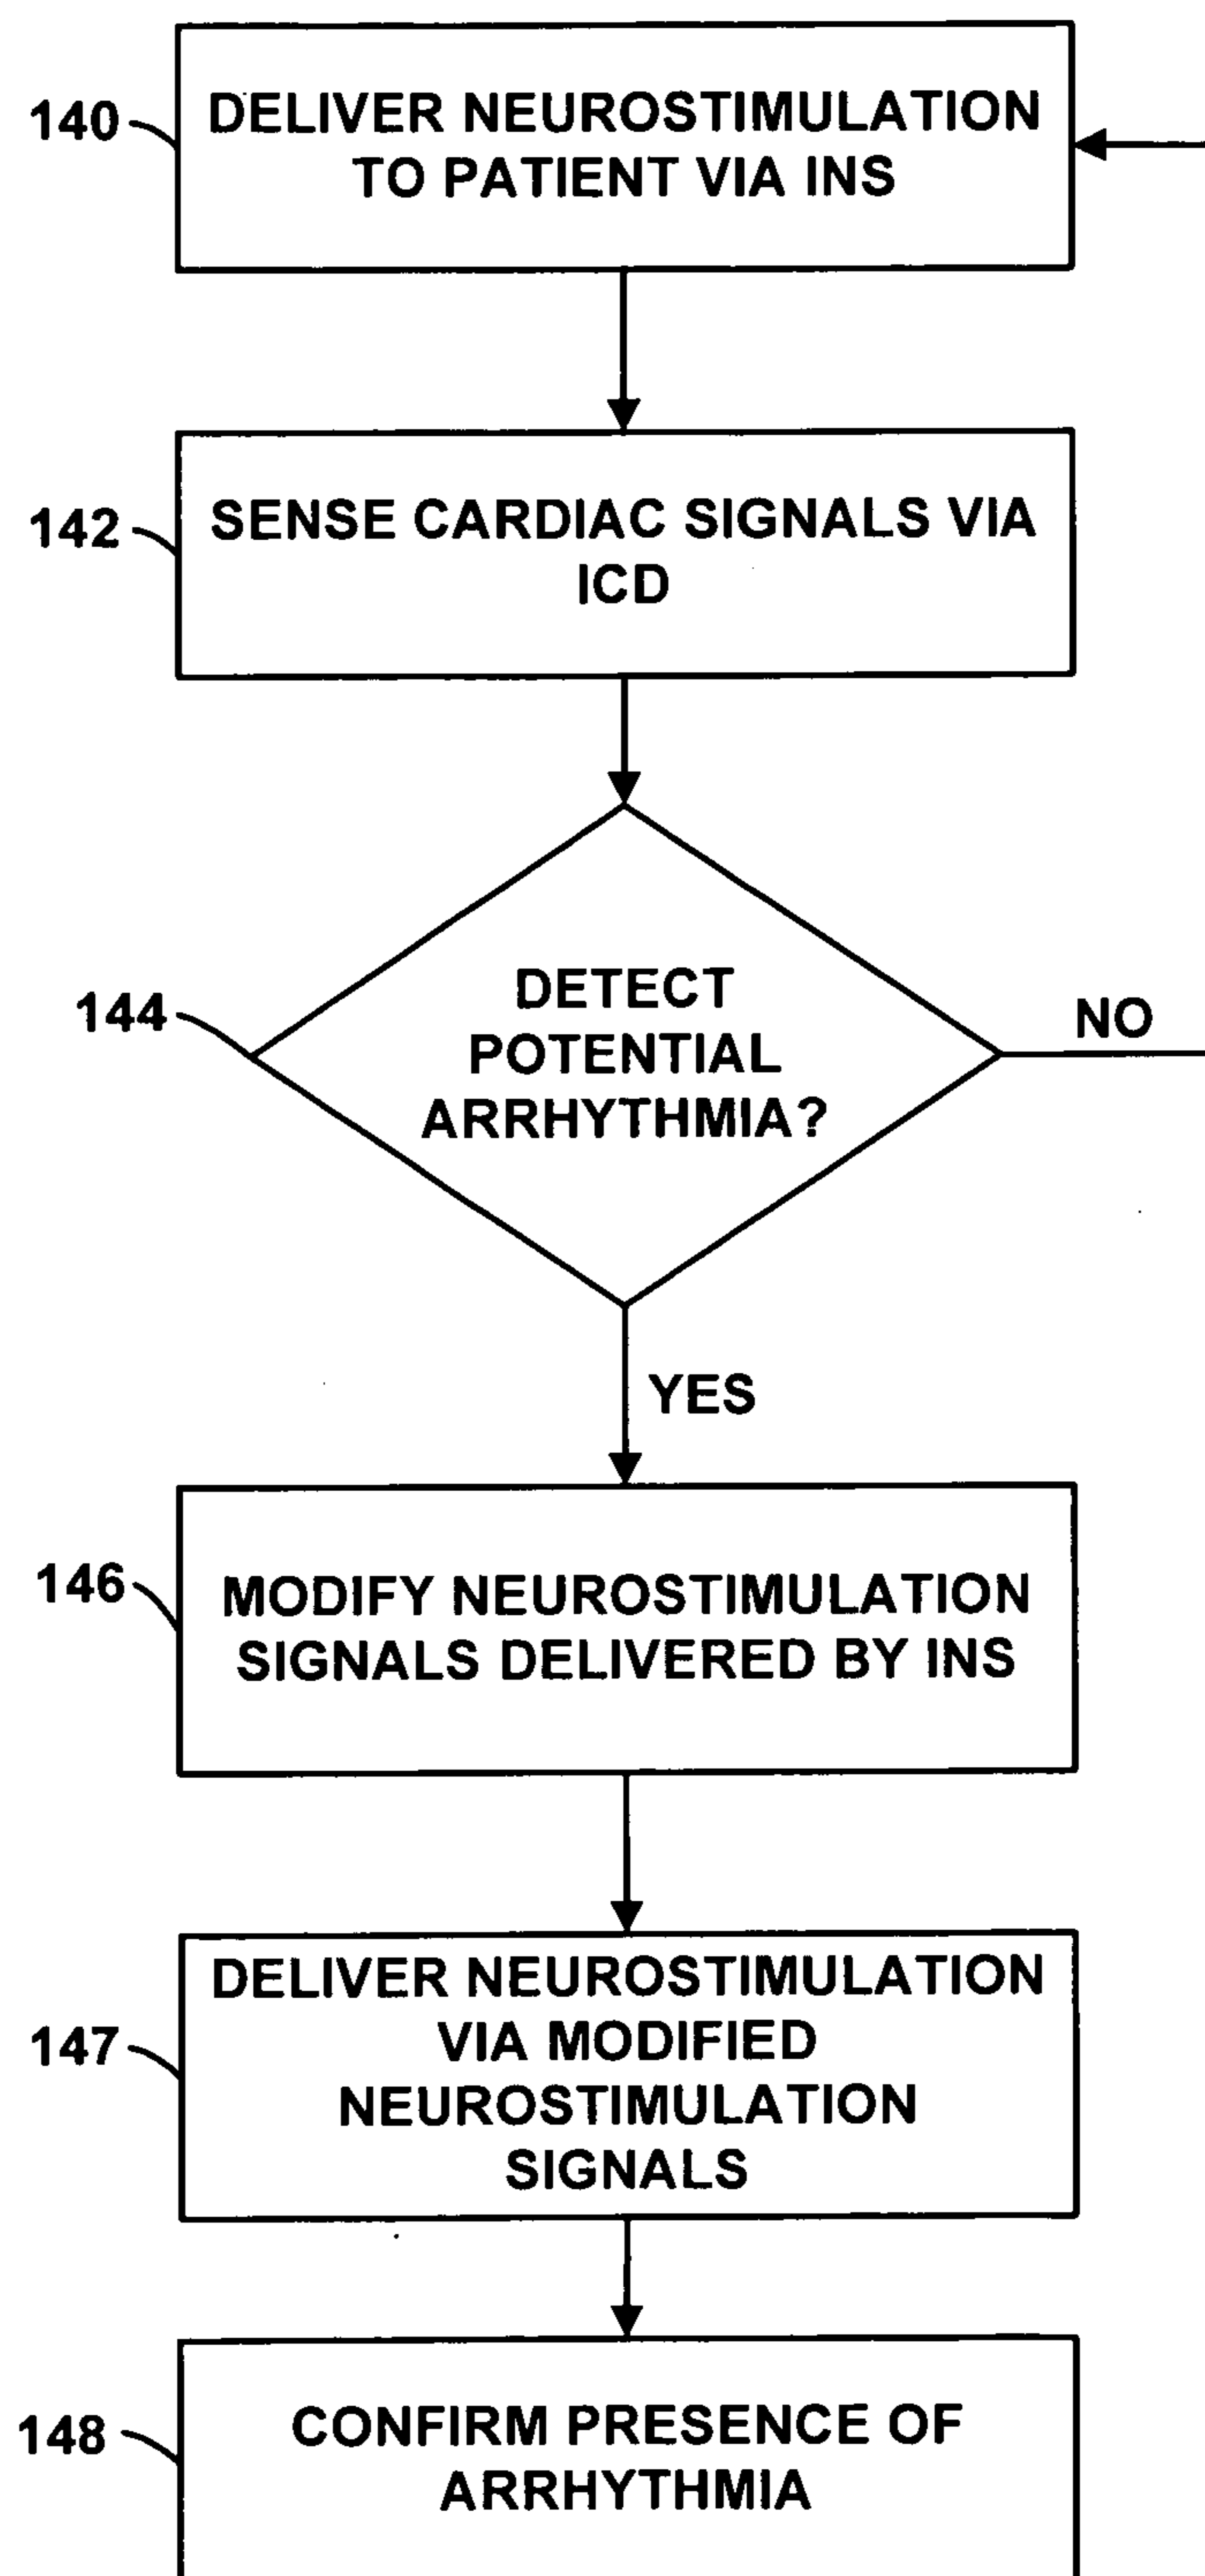 140
DELIVER NEUROSTIMULATION
TO PATIENT VIA INS
142
SENSE CARDIAC SIGNALS VIA
ICD
144
DETECT
POTENTIAL
ARRHYTHMIA?
NO
YES
146
MODIFY NEUROSTIMULATION
SIGNALS DELIVERED BY INS
147
DELIVER NEUROSTIMULATION
VIA MODIFIED
NEUROSTIMULATION
SIGNALS
148
CONFIRM PRESENCE OF
ARRHYTHMIA